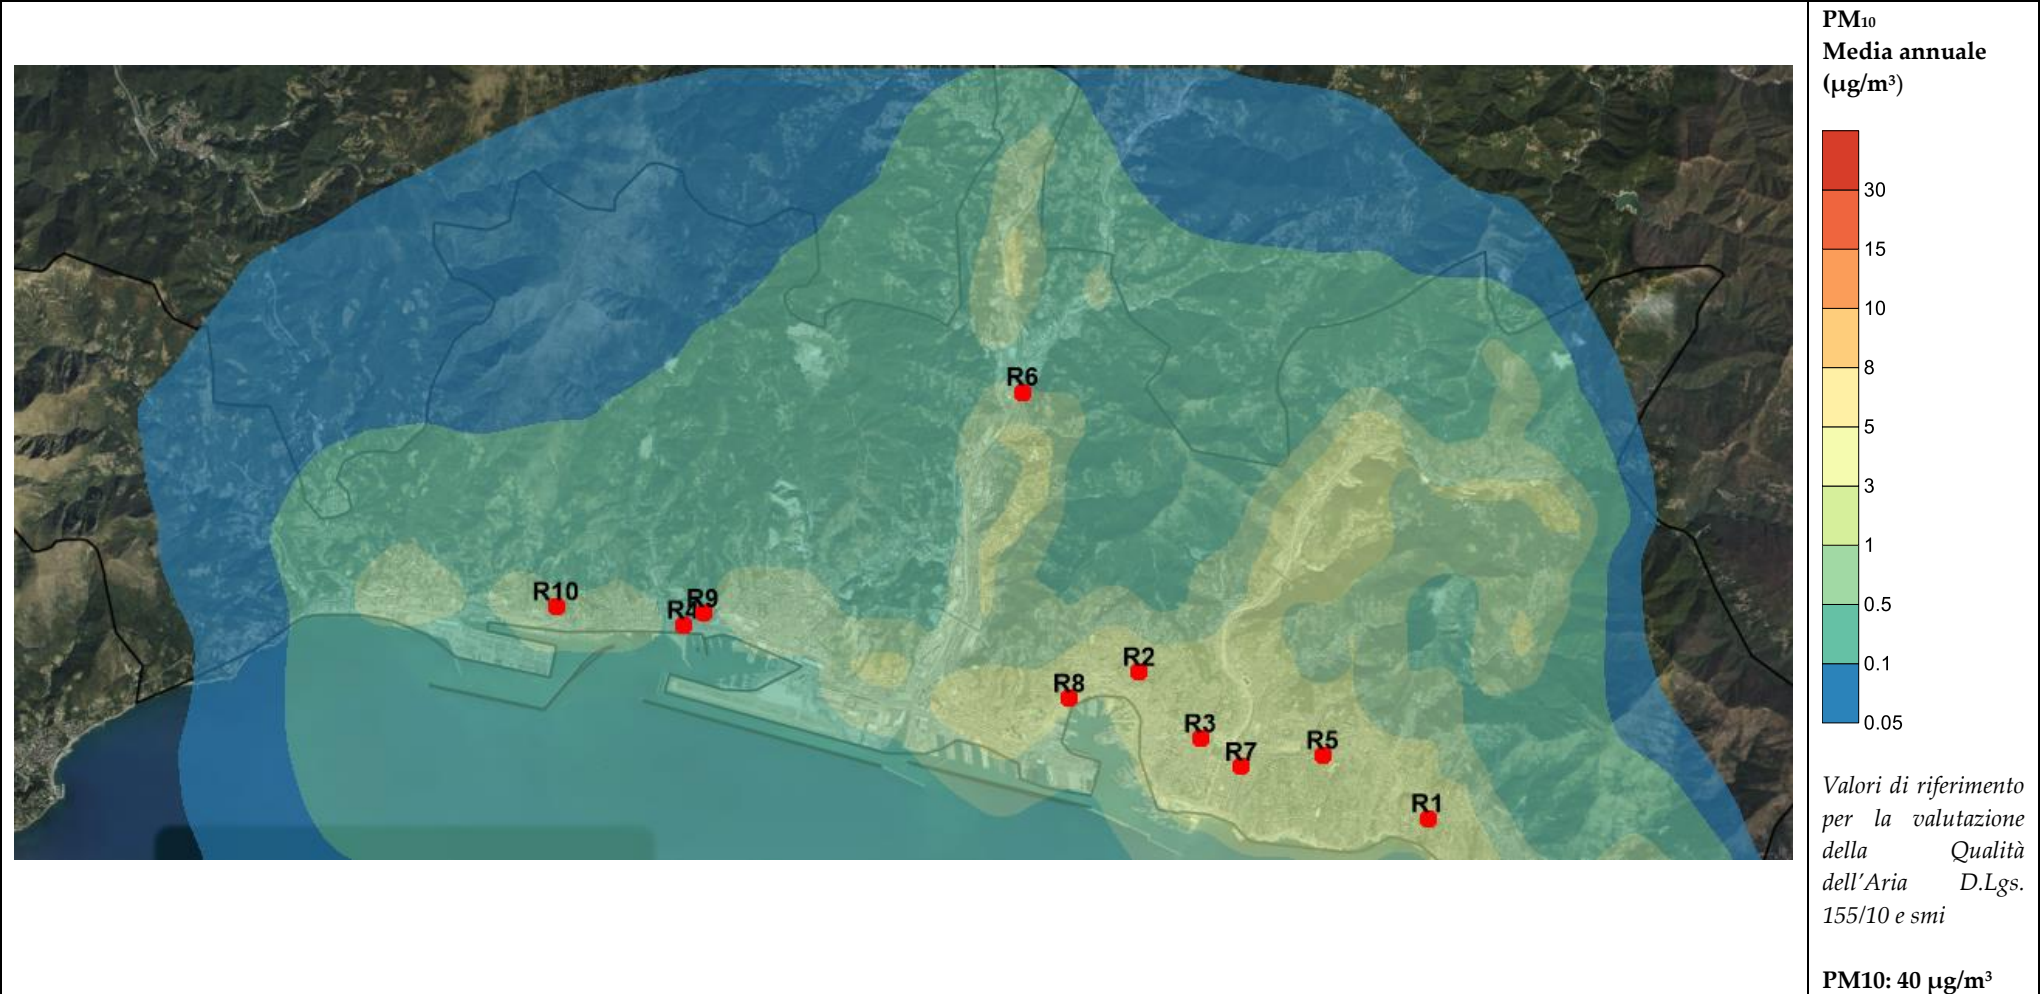 PM₁₀
Media annuale
(µg/m³)
30
15
10
8
5
3
1
0.5
0.1
0.05
R6
R10
R9
R4
R2
R8
R3
R7
R5
R1
Valori di riferimento
per la valutazione
della Qualità
dell'Aria D.Lgs.
155/10 e smi
PM10: 40 µg/m³